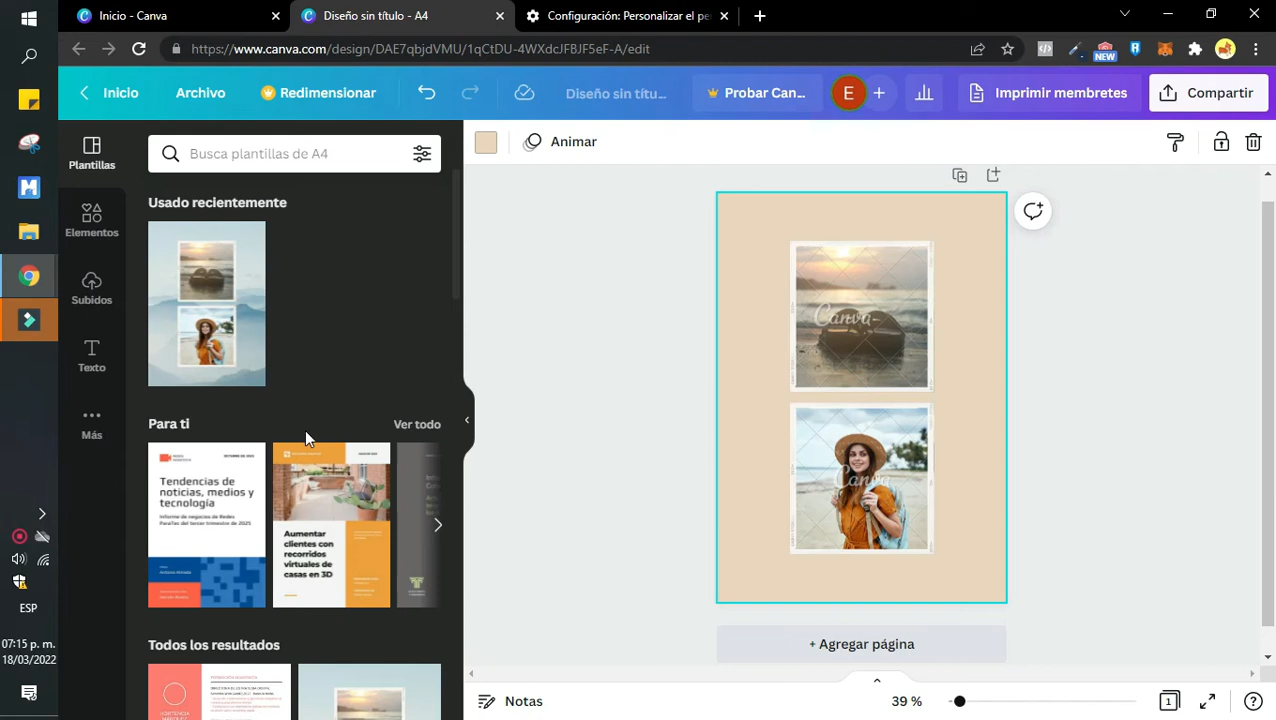 Inicio - Canva
Diseño sin título - A4
Configuración: Personalizar el pe
https://www.canva.com/design/DAE7qbjdVMU/1qCtDU-4WXdcJFBJF5eF-A/edit
NEW
Inicio
Archivo
Redimensionar
Diseño sin títu...
Probar Can...
E
Imprimir membretes
Compartir
Plantillas
Elementos
Subidos
Texto
Más
Busca plantillas de A4
Animar
Usado recientemente
Para ti
Ver todo
Tendencias de
noticias, medios y
tecnología
Aumentar
clientes con
recorridos
virtuales de
casas en 3D
Todos los resultados
Canva
Canva
+ Agregar página
Notas
39 %
1
ESP
07:15 p. m.
18/03/2022